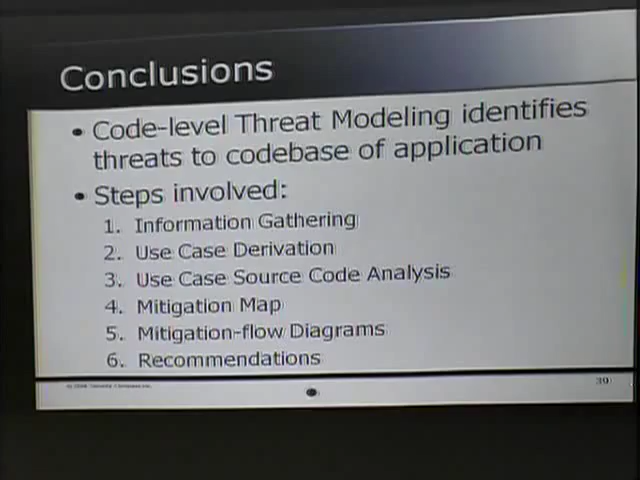 Conclusions
• Code-level Threat Modeling identifies
threats to codebase of application
• Steps involved:
1. Information Gathering
2. Use Case Derivation
3. Use Case Source Code Analysis
4. Mitigation Map
5. Mitigation-flow Diagrams
6. Recommendations
39